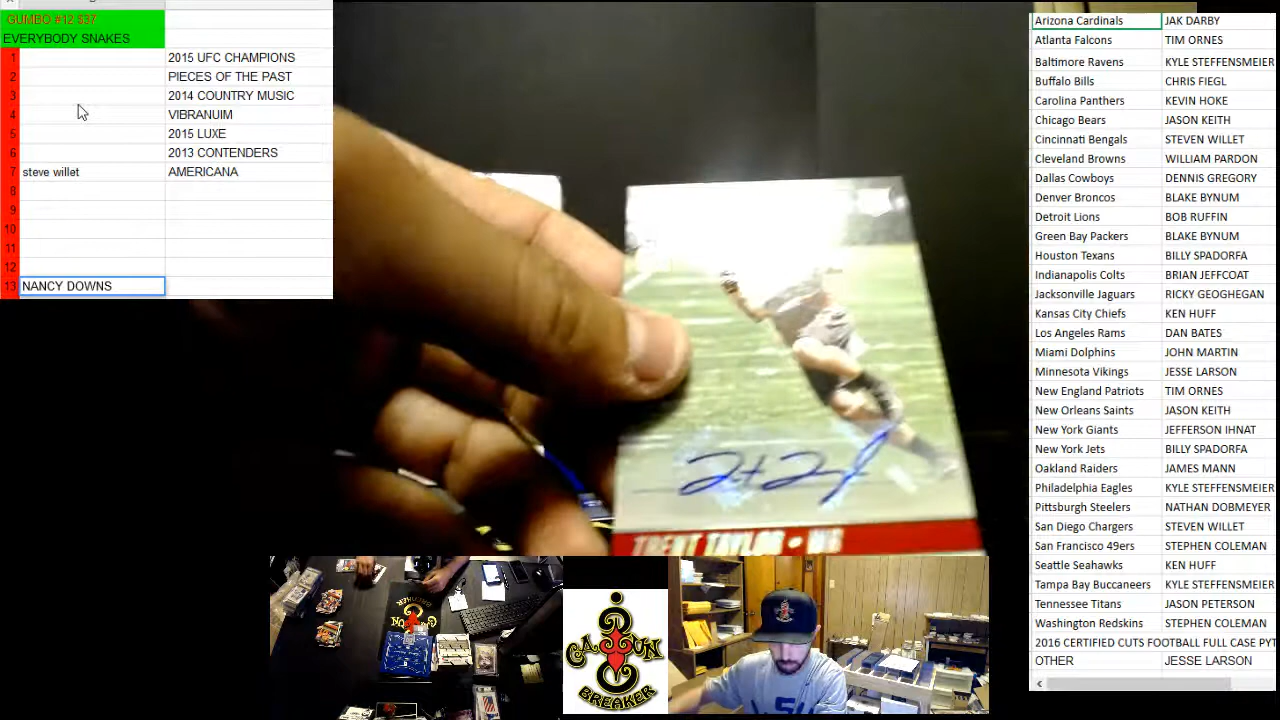 GUMBO #12 $37
EVERYBODY SNAKES
1 2015 UFC CHAMPIONS
2 PIECES OF THE PAST
3 2014 COUNTRY MUSIC
4 VIBRANUIM
5 2015 LUXE
6 2013 CONTENDERS
7 steve willet AMERICANA
8
9
10
11
12
13 NANCY DOWNS
TRENT TAYLOR • WR
CAJUN
BREAKER
Arizona Cardinals JAK DARBY
Atlanta Falcons TIM ORNES
Baltimore Ravens KYLE STEFFENSMEIER
Buffalo Bills CHRIS FIEGL
Carolina Panthers KEVIN HOKE
Chicago Bears JASON KEITH
Cincinnati Bengals STEVEN WILLET
Cleveland Browns WILLIAM PARDON
Dallas Cowboys DENNIS GREGORY
Denver Broncos BLAKE BYNUM
Detroit Lions BOB RUFFIN
Green Bay Packers BLAKE BYNUM
Houston Texans BILLY SPADORFA
Indianapolis Colts BRIAN JEFFCOAT
Jacksonville Jaguars RICKY GEOGHEGAN
Kansas City Chiefs KEN HUFF
Los Angeles Rams DAN BATES
Miami Dolphins JOHN MARTIN
Minnesota Vikings JESSE LARSON
New England Patriots TIM ORNES
New Orleans Saints JASON KEITH
New York Giants JEFFERSON IHNAT
New York Jets BILLY SPADORFA
Oakland Raiders JAMES MANN
Philadelphia Eagles KYLE STEFFENSMEIER
Pittsburgh Steelers NATHAN DOBMEYER
San Diego Chargers STEVEN WILLET
San Francisco 49ers STEPHEN COLEMAN
Seattle Seahawks KEN HUFF
Tampa Bay Buccaneers KYLE STEFFENSMEIER
Tennessee Titans JASON PETERSON
Washington Redskins STEPHEN COLEMAN
2016 CERTIFIED CUTS FOOTBALL FULL CASE PYT
OTHER JESSE LARSON